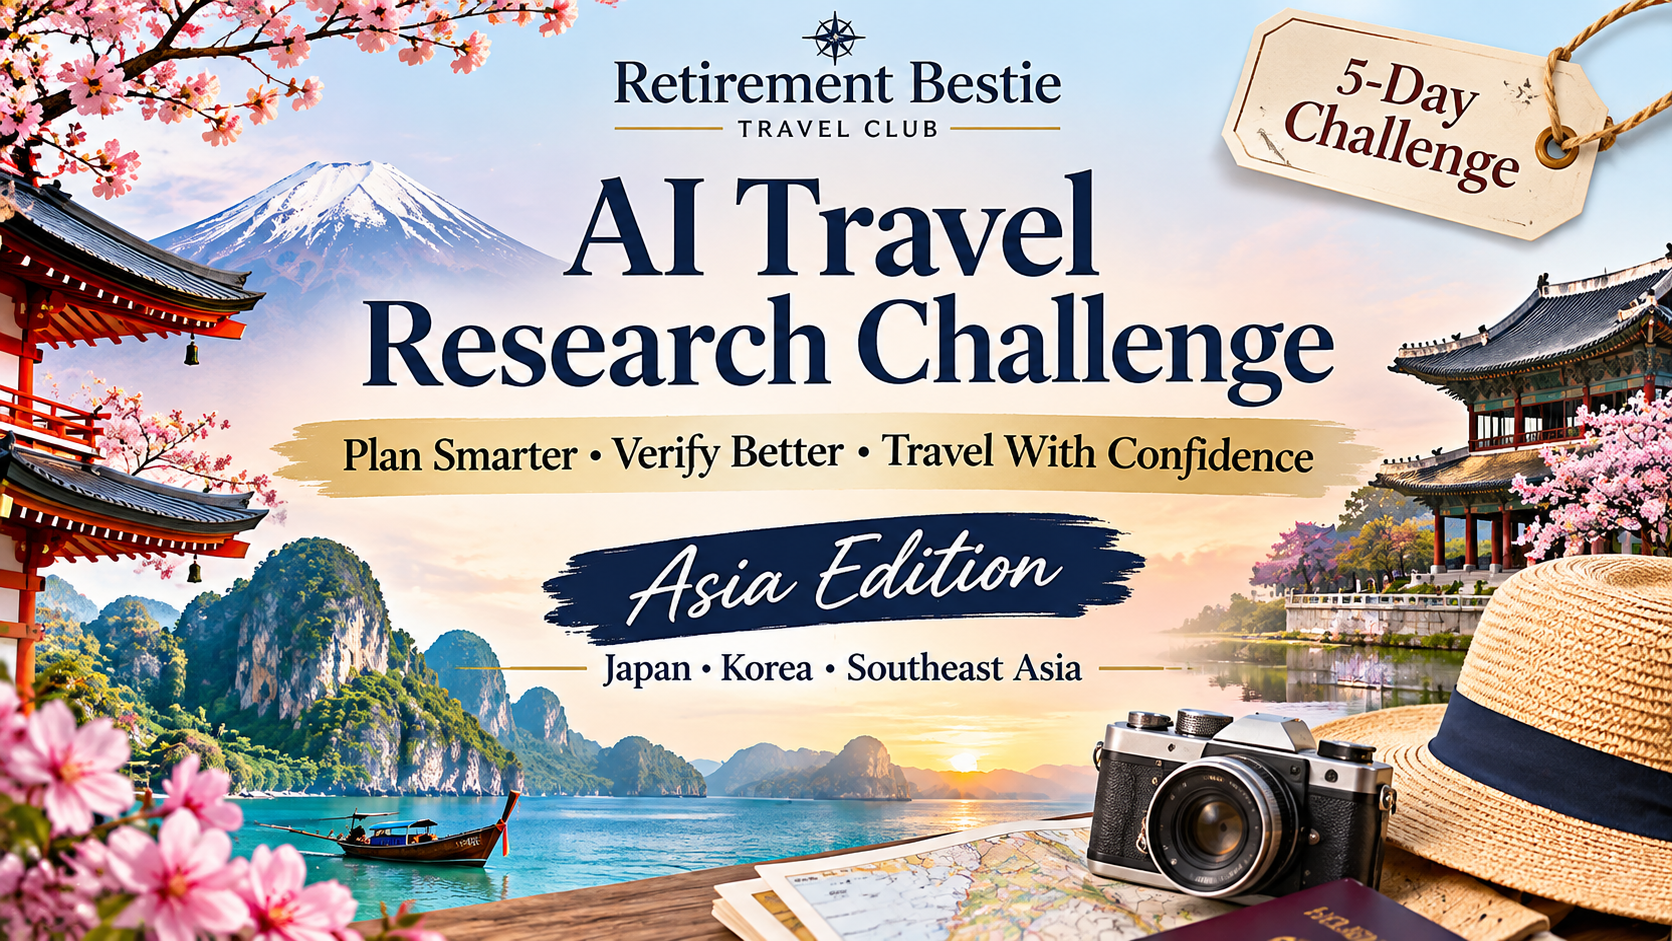 Retirement Bestie
TRAVEL CLUB
5-Day
Challenge
AI Travel
Research Challenge
Plan Smarter • Verify Better • Travel With Confidence
Asia Edition
Japan • Korea • Southeast Asia